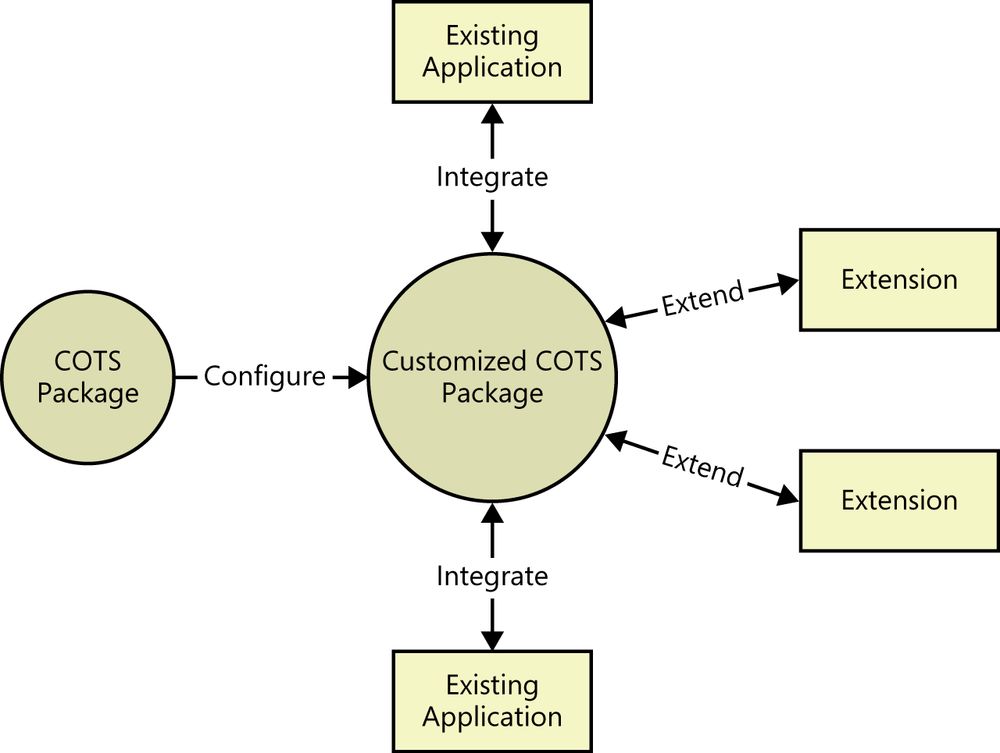 Existing
Application
Integrate
Extend
Extension
COTS
Package
Configure
Customized COTS
Package
Extend
Extension
Integrate
Existing
Application